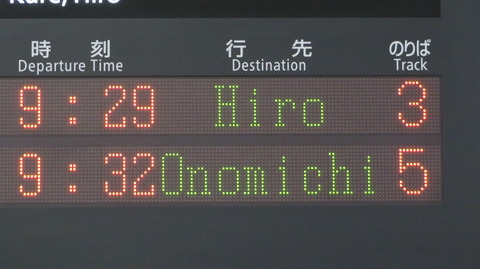 Kure, Hiro
時刻 行先 のりば
Departure Time Destination Track
9:29 Hiro 3
9:32 Onomichi 5